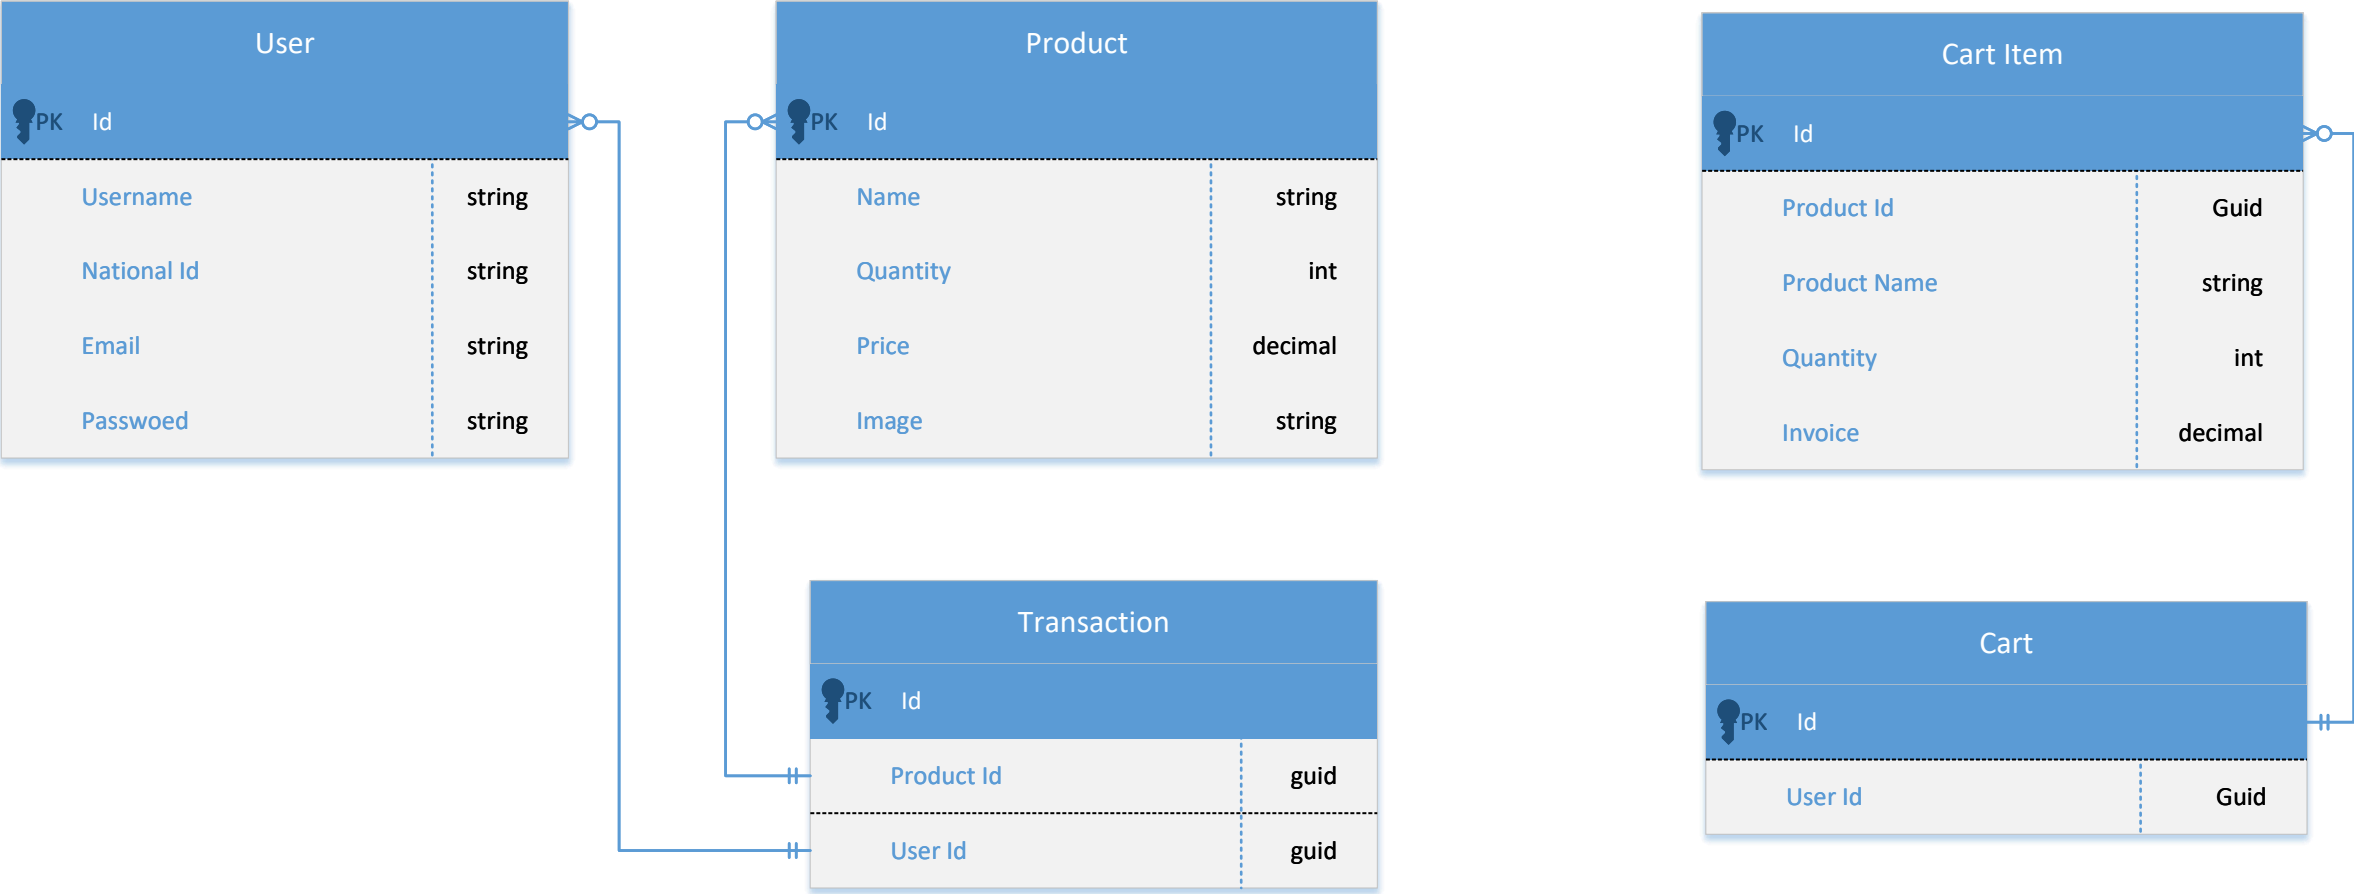 User
PK Id
Username string
National Id string
Email string
Passwoed string
Product
PK Id
Name string
Quantity int
Price decimal
Image string
Cart Item
PK Id
Product Id Guid
Product Name string
Quantity int
Invoice decimal
Transaction
PK Id
Product Id guid
User Id guid
Cart
PK Id
User Id Guid